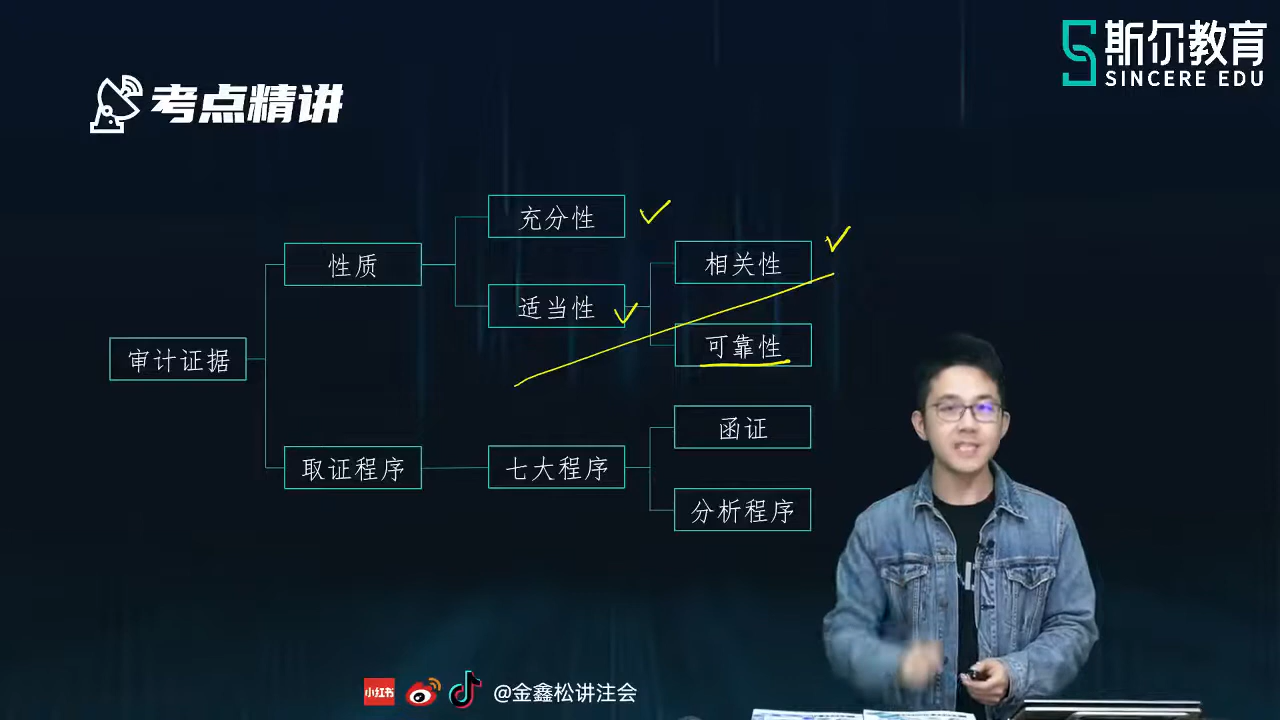 斯尔教育
SINCERE EDU
考点精讲
充分性
相关性
性质
适当性
可靠性
审计证据
函证
取证程序
七大程序
分析程序
小红书
@金鑫松讲注会